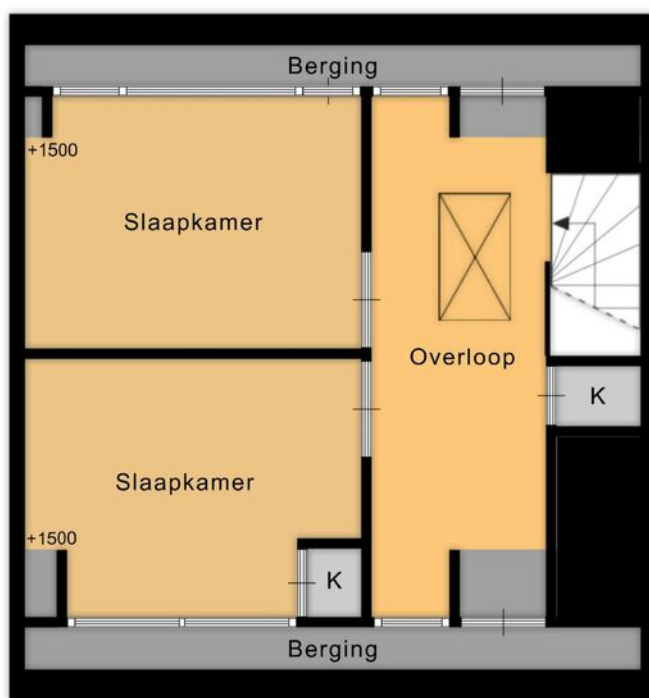 Berging
+1500
Slaapkamer
Overloop
K
Slaapkamer
+1500
K
Berging